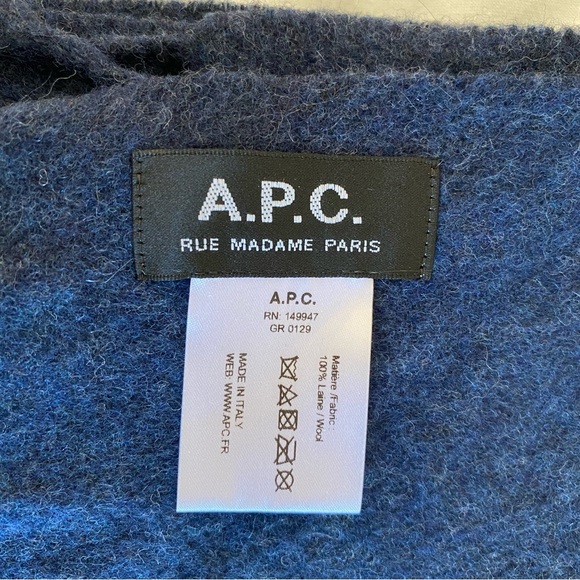 A.P.C.
RUE MADAME PARIS
A.P.C.
RN: 149947
GR 0129
Matière /Fabric :
100% Laine / Wool
MADE IN ITALY
WEB: WWW.APC.FR